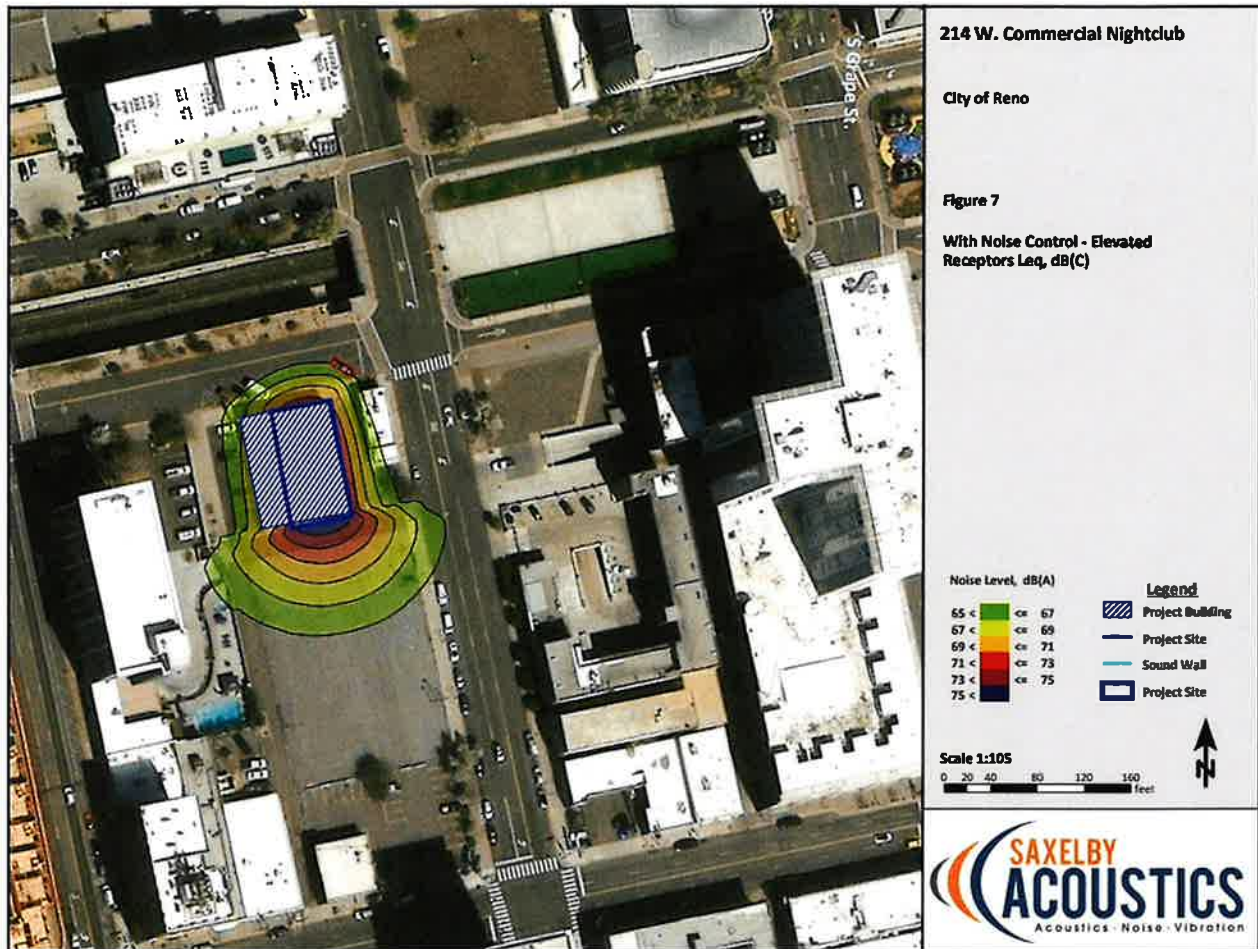 S Grape St.
214 W. Commercial Nightclub
City of Reno
Figure 7
With Noise Control - Elevated
Receptors Leq, dB(C)
Noise Level, dB(A)
65 < <= 67
67 < <= 69
69 < <= 71
71 < <= 73
73 < <= 75
75 <
Legend
Project Building
Project Site
Sound Wall
Project Site
Scale 1:105
0 20 40 80 120 160
feet
N
SAXELBY
ACOUSTICS
Acoustics · Noise · Vibration